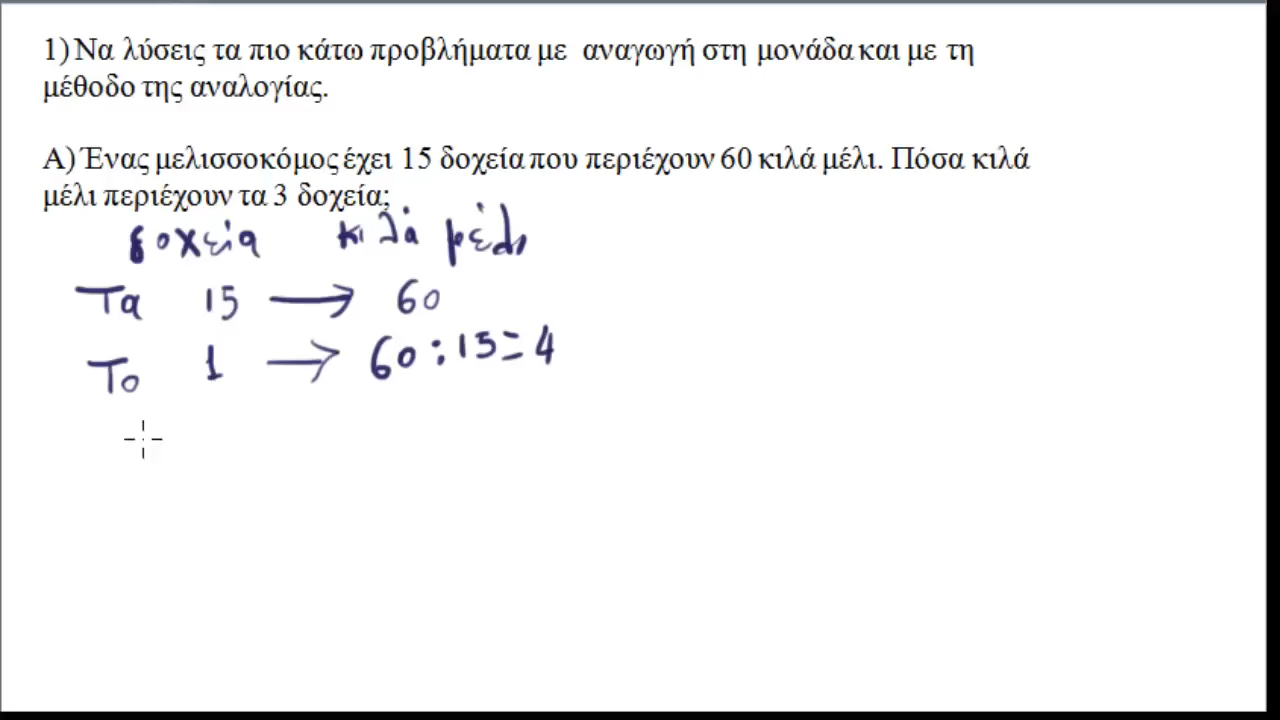 1) Να λύσεις τα πιο κάτω προβλήματα με αναγωγή στη μονάδα και με τη
μέθοδο της αναλογίας.
Α) Ένας μελισσοκόμος έχει 15 δοχεία που περιέχουν 60 κιλά μέλι. Πόσα κιλά
μέλι περιέχουν τα 3 δοχεία;
δοχεία κιλά μέλι
Τα 15 → 60
Το 1 → 60 : 15 = 4